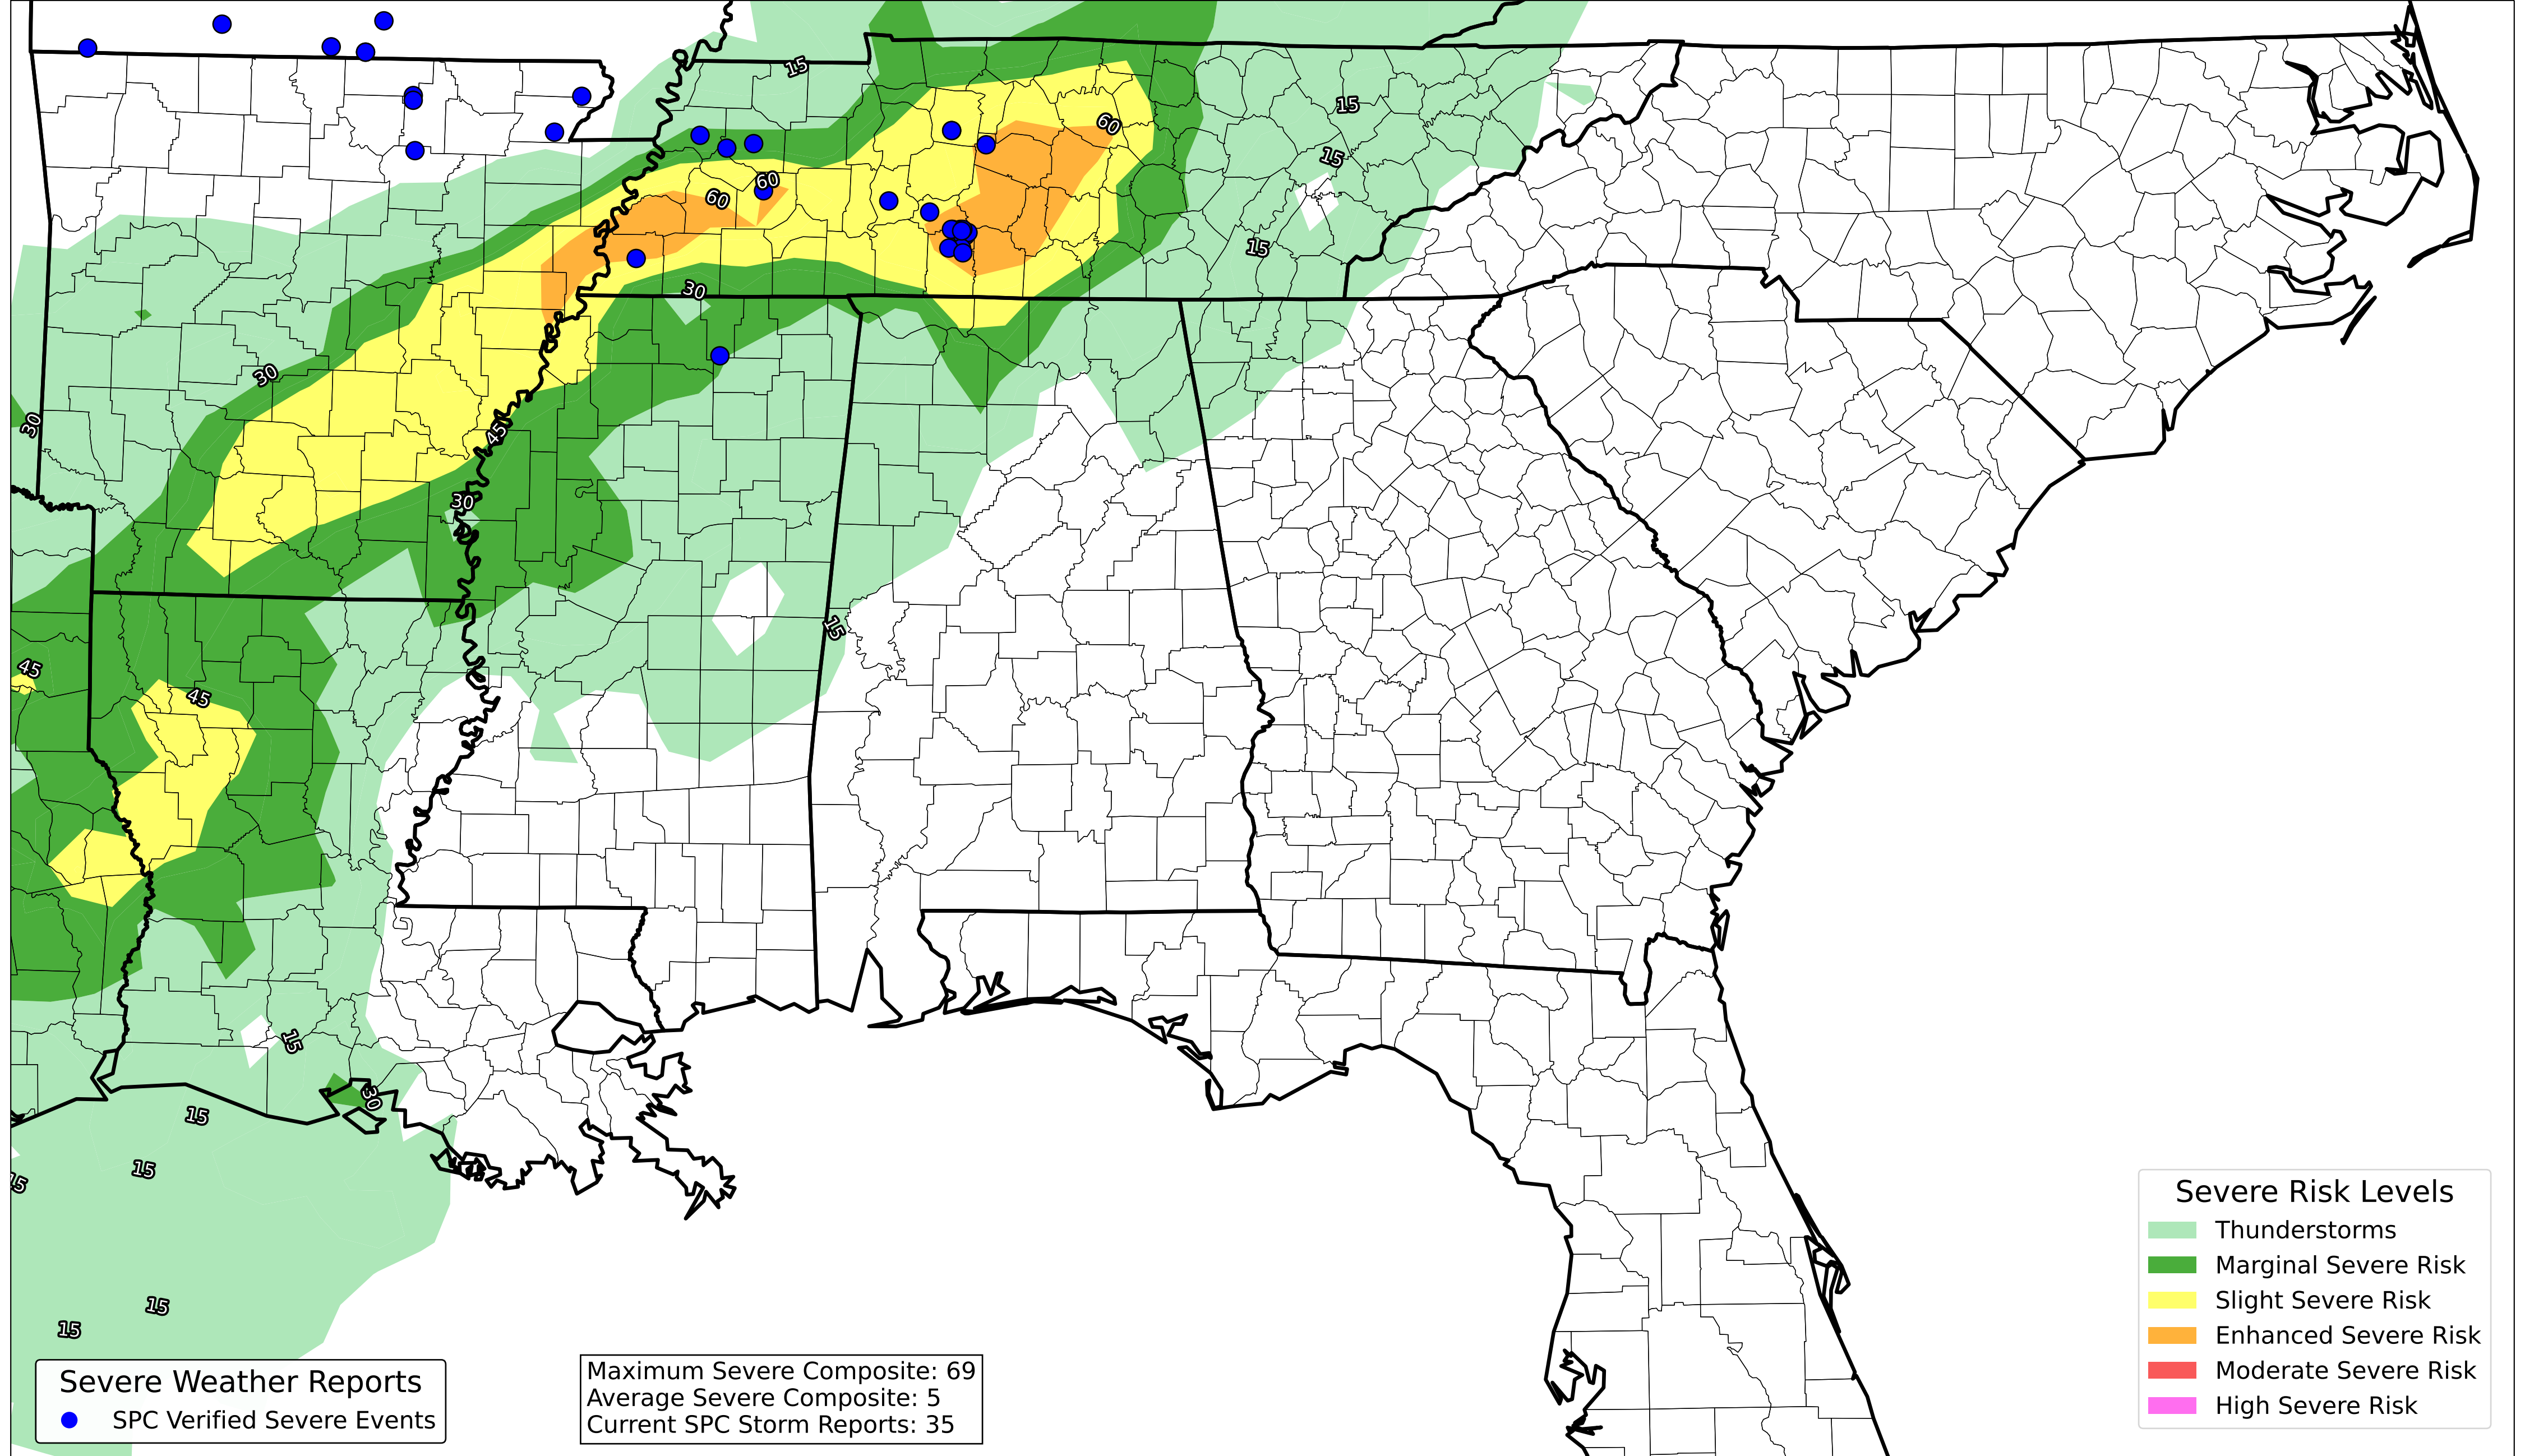 15
15
60
15
60
60
15
30
30
30
45
30
15
45
45
15
30
15
15
15
15
15
Severe Weather Reports
SPC Verified Severe Events
Maximum Severe Composite: 69
Average Severe Composite: 5
Current SPC Storm Reports: 35
Severe Risk Levels
Thunderstorms
Marginal Severe Risk
Slight Severe Risk
Enhanced Severe Risk
Moderate Severe Risk
High Severe Risk